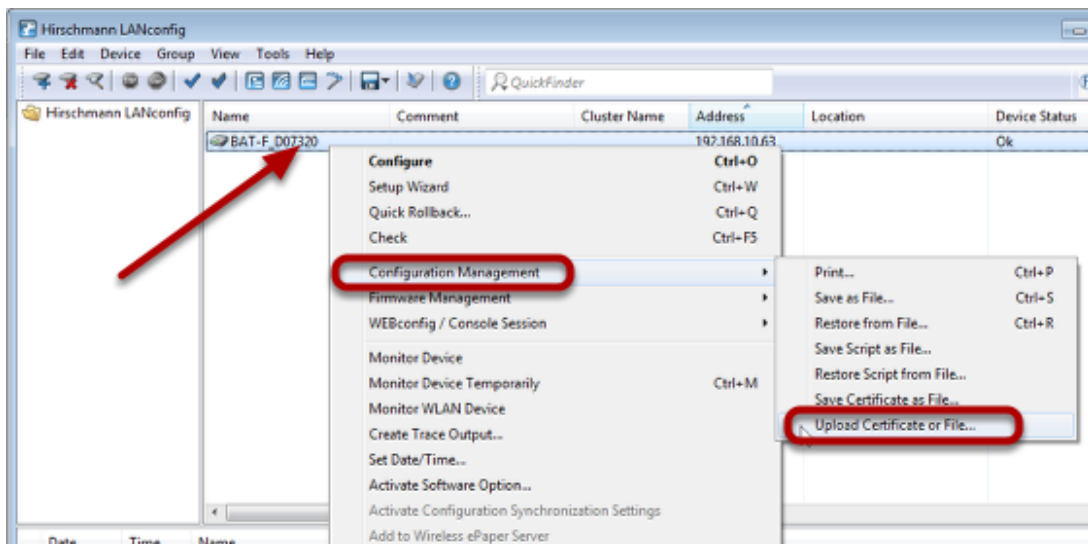 Hirschmann LANconfig
File Edit Device Group View Tools Help
QuickFinder
Hirschmann LANconfig
Name Comment Cluster Name Address Location Device Status
BAT-F_D07320 192.168.10.63 Ok
Configure Ctrl+O
Setup Wizard Ctrl+W
Quick Rollback... Ctrl+Q
Check Ctrl+F5
Configuration Management
Firmware Management
WEBconfig / Console Session
Monitor Device
Monitor Device Temporarily Ctrl+M
Monitor WLAN Device
Create Trace Output...
Set Date/Time...
Activate Software Option...
Activate Configuration Synchronization Settings
Add to Wireless ePaper Server
Print... Ctrl+P
Save as File... Ctrl+S
Restore from File... Ctrl+R
Save Script as File...
Restore Script from File...
Save Certificate as File...
Upload Certificate or File...
Date Time Name